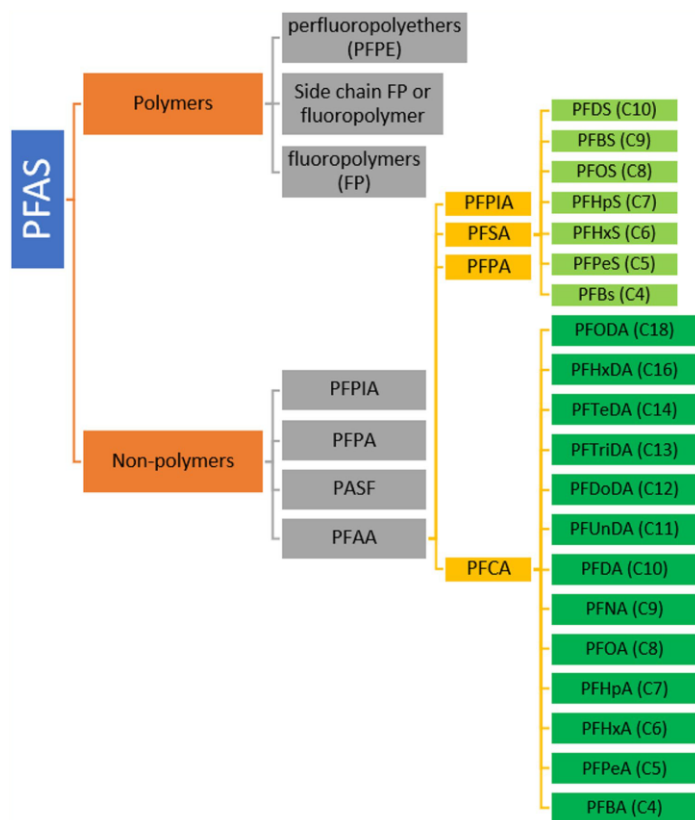 PFAS
Polymers
perfluoropolyethers
(PFPE)
Side chain FP or
fluoropolymer
fluoropolymers
(FP)
Non-polymers
PFPIA
PFPA
PASF
PFAA
PFPIA
PFSA
PFPA
PFDS (C10)
PFBS (C9)
PFOS (C8)
PFHpS (C7)
PFHxS (C6)
PFPeS (C5)
PFBs (C4)
PFCA
PFODA (C18)
PFHxDA (C16)
PFTeDA (C14)
PFTriDA (C13)
PFDoDA (C12)
PFUnDA (C11)
PFDA (C10)
PFNA (C9)
PFOA (C8)
PFHpA (C7)
PFHxA (C6)
PFPeA (C5)
PFBA (C4)